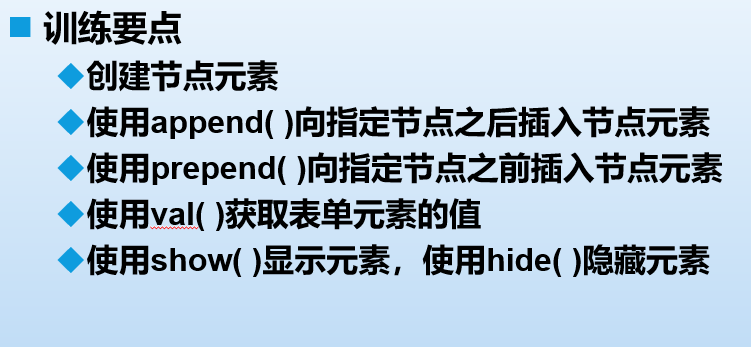 训练要点
创建节点元素
使用append( )向指定节点之后插入节点元素
使用prepend( )向指定节点之前插入节点元素
使用val( )获取表单元素的值
使用show( )显示元素，使用hide( )隐藏元素